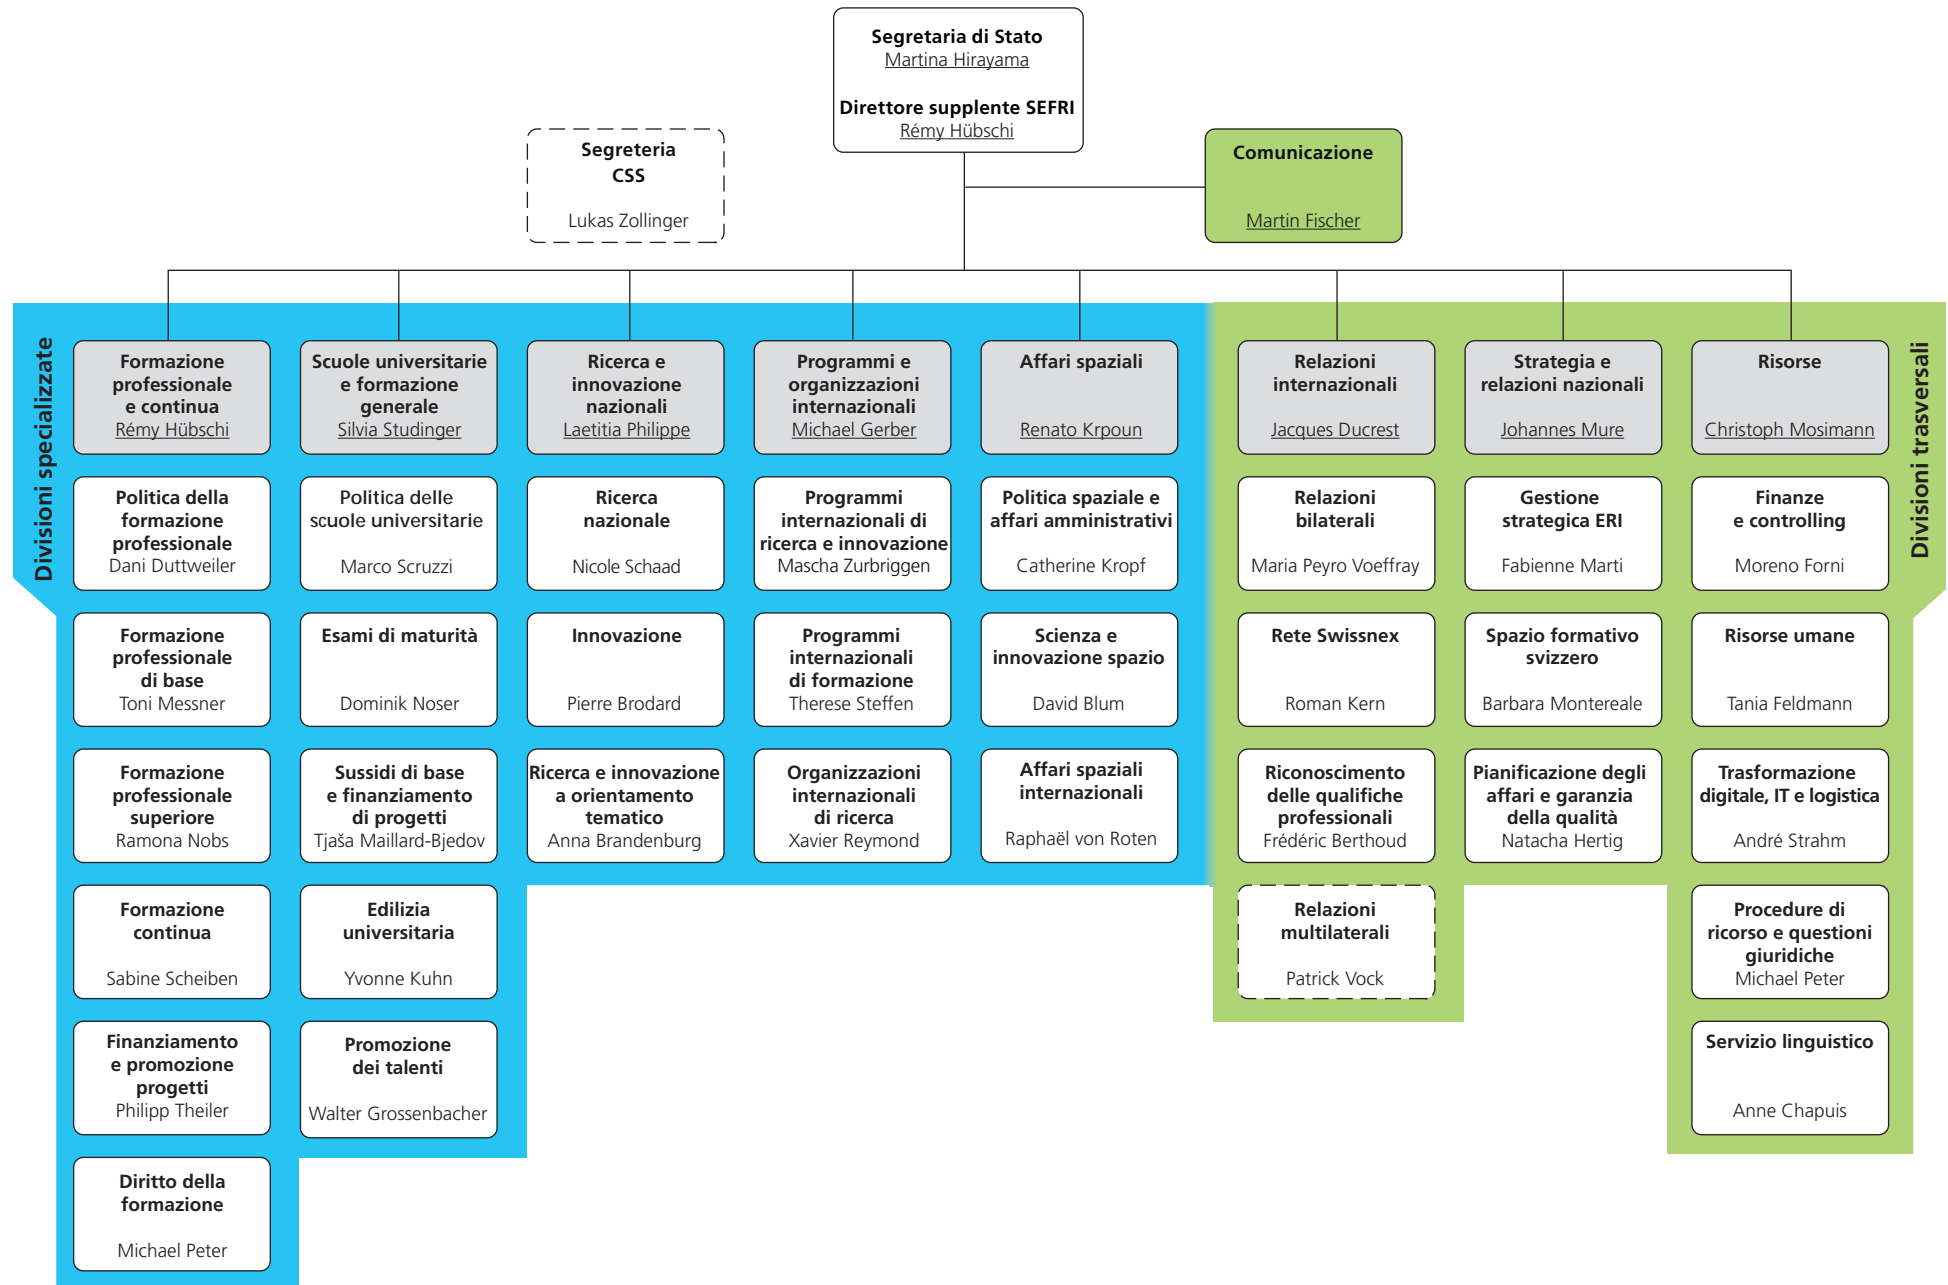 Segretaria di Stato
Martina Hirayama
Direttore supplente SEFRI
Rémy Hübschi
Segreteria
CSS
Lukas Zollinger
Comunicazione
Martin Fischer
Divisioni specializzate
Formazione
professionale
e continua
Rémy Hübschi
Politica della
formazione
professionale
Dani Duttweiler
Formazione
professionale
di base
Toni Messner
Formazione
professionale
superiore
Ramona Nobs
Formazione
continua
Sabine Scheiben
Finanziamento
e promozione
progetti
Philipp Theiler
Diritto della
formazione
Michael Peter
Scuole universitarie
e formazione
generale
Silvia Studinger
Politica delle
scuole universitarie
Marco Scruzzi
Esami di maturità
Dominik Noser
Sussidi di base
e finanziamento
di progetti
Tjaša Maillard-Bjedov
Edilizia
universitaria
Yvonne Kuhn
Promozione
dei talenti
Walter Grossenbacher
Ricerca e
innovazione
nazionali
Laetitia Philippe
Ricerca
nazionale
Nicole Schaad
Innovazione
Pierre Brodard
Ricerca e innovazione
a orientamento
tematico
Anna Brandenburg
Programmi e
organizzazioni
internazionali
Michael Gerber
Programmi
internazionali di
ricerca e innovazione
Mascha Zurbriggen
Programmi
internazionali
di formazione
Therese Steffen
Organizzazioni
internazionali
di ricerca
Xavier Reymond
Affari spaziali
Renato Krpoun
Politica spaziale e
affari amministrativi
Catherine Kropf
Scienza e
innovazione spazio
David Blum
Affari spaziali
internazionali
Raphaël von Roten
Relazioni
internazionali
Jacques Ducrest
Relazioni
bilaterali
Maria Peyro Voeffray
Rete Swissnex
Roman Kern
Riconoscimento
delle qualifiche
professionali
Frédéric Berthoud
Relazioni
multilaterali
Patrick Vock
Strategia e
relazioni nazionali
Johannes Mure
Gestione
strategica ERI
Fabienne Marti
Spazio formativo
svizzero
Barbara Montereale
Pianificazione degli
affari e garanzia
della qualità
Natacha Hertig
Risorse
Christoph Mosimann
Finanze
e controlling
Moreno Forni
Risorse umane
Tania Feldmann
Trasformazione
digitale, IT e logistica
André Strahm
Procedure di
ricorso e questioni
giuridiche
Michael Peter
Servizio linguistico
Anne Chapuis
Divisioni trasversali